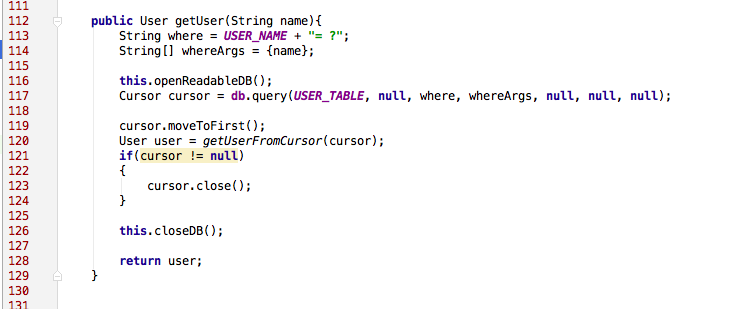 111
112 public User getUser(String name){
113 String where = USER_NAME + "= ?";
114 String[] whereArgs = {name};
115
116 this.openReadableDB();
117 Cursor cursor = db.query(USER_TABLE, null, where, whereArgs, null, null, null);
118
119 cursor.moveToFirst();
120 User user = getUserFromCursor(cursor);
121 if(cursor != null)
122 {
123 cursor.close();
124 }
125
126 this.closeDB();
127
128 return user;
129 }
130
131